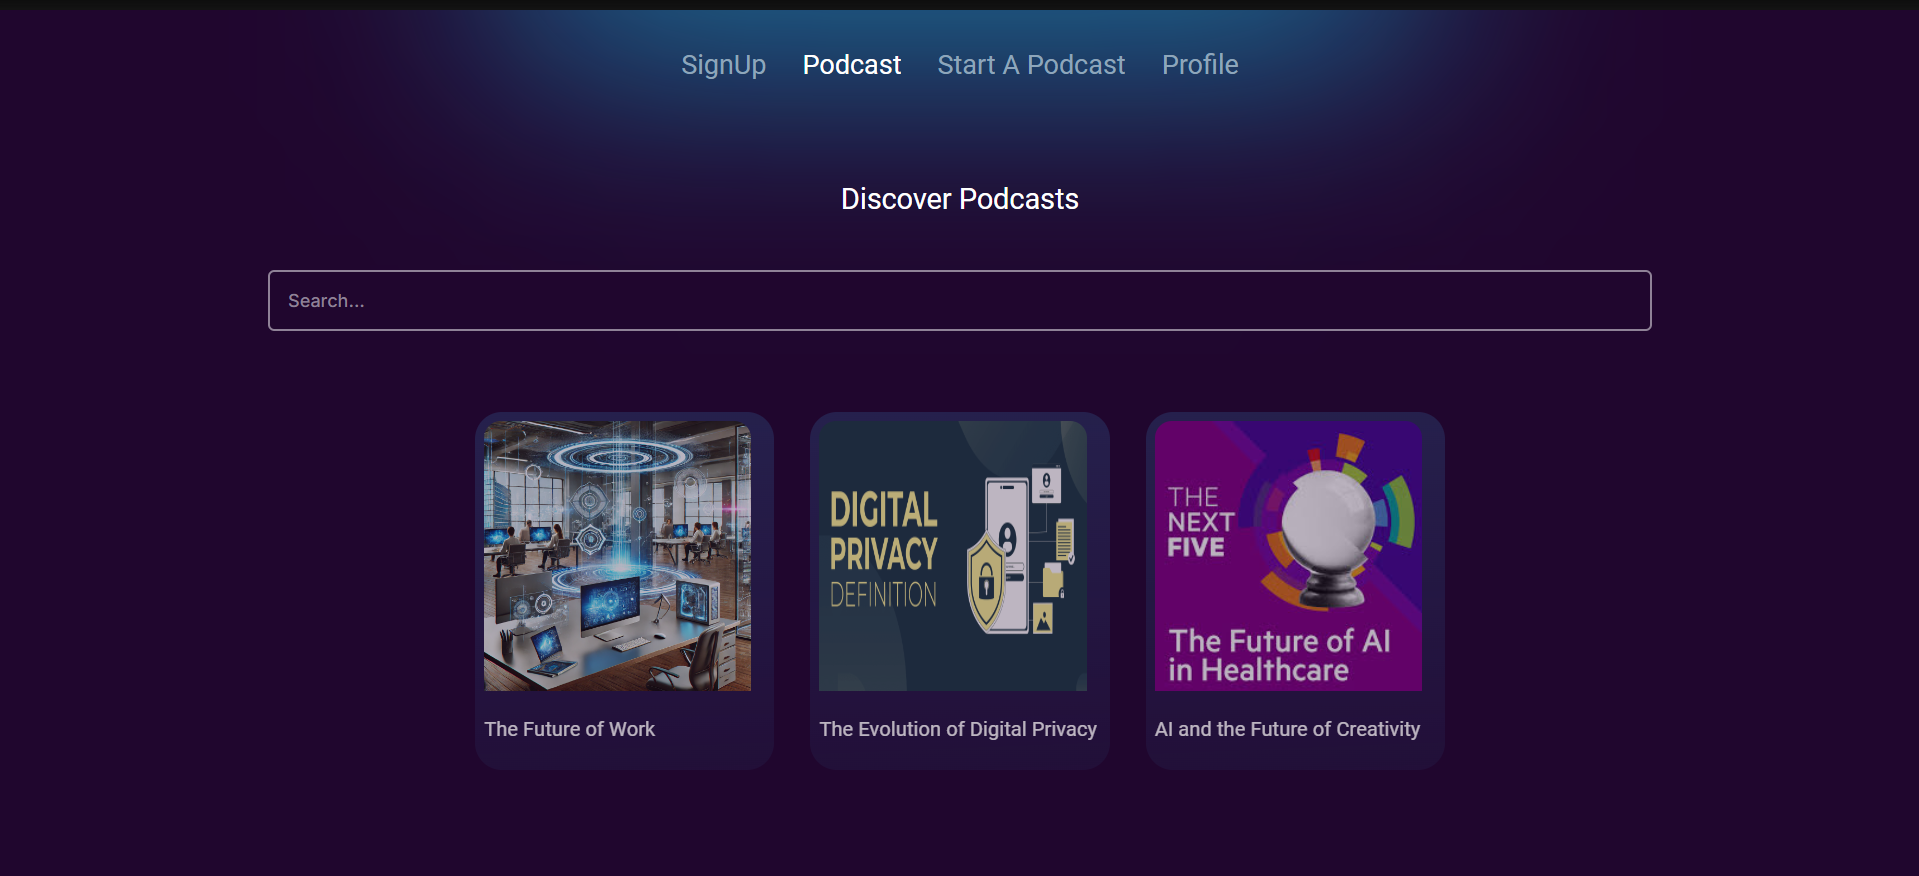 SignUp Podcast Start A Podcast Profile
Discover Podcasts
Search...
DIGITAL
PRIVACY
DEFINITION
THE
NEXT
FIVE
The Future of AI
in Healthcare
The Future of Work
The Evolution of Digital Privacy
AI and the Future of Creativity